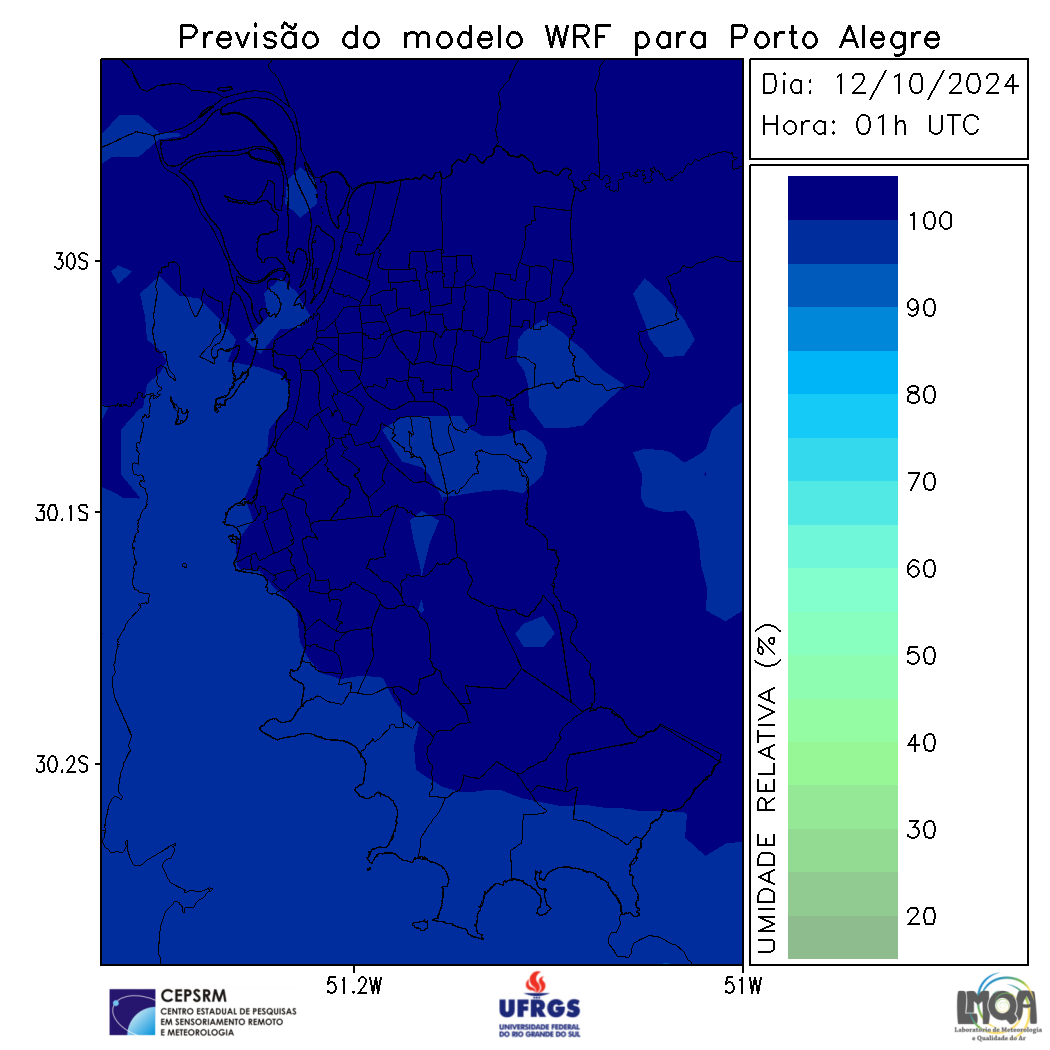 Previsão do modelo WRF para Porto Alegre
Dia: 12/10/2024
Hora: 01h UTC
30S
30.1S
30.2S
51.2W
51W
UMIDADE RELATIVA (%)
100
90
80
70
60
50
40
30
20
CEPSRM
CENTRO ESTADUAL DE PESQUISAS
EM SENSORIAMENTO REMOTO
E METEOROLOGIA
UFRGS
UNIVERSIDADE FEDERAL
DO RIO GRANDE DO SUL
LMQA
Laboratório de Meteorologia
e Qualidade do Ar